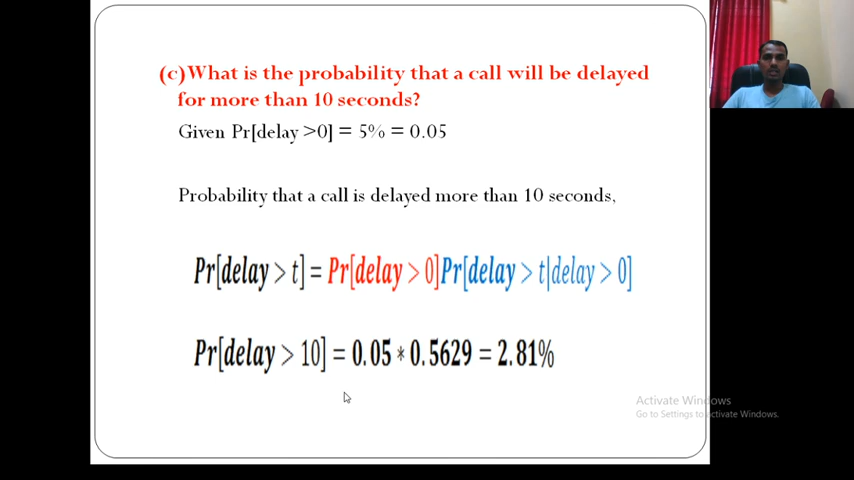 (c)What is the probability that a call will be delayed
for more than 10 seconds?
Given Pr[delay >0] = 5% = 0.05
Probability that a call is delayed more than 10 seconds,
Pr[delay > t] = Pr[delay > 0]Pr[delay > t|delay > 0]
Pr[delay > 10] = 0.05 * 0.5629 = 2.81%
Activate Windows
Go to Settings to activate Windows.